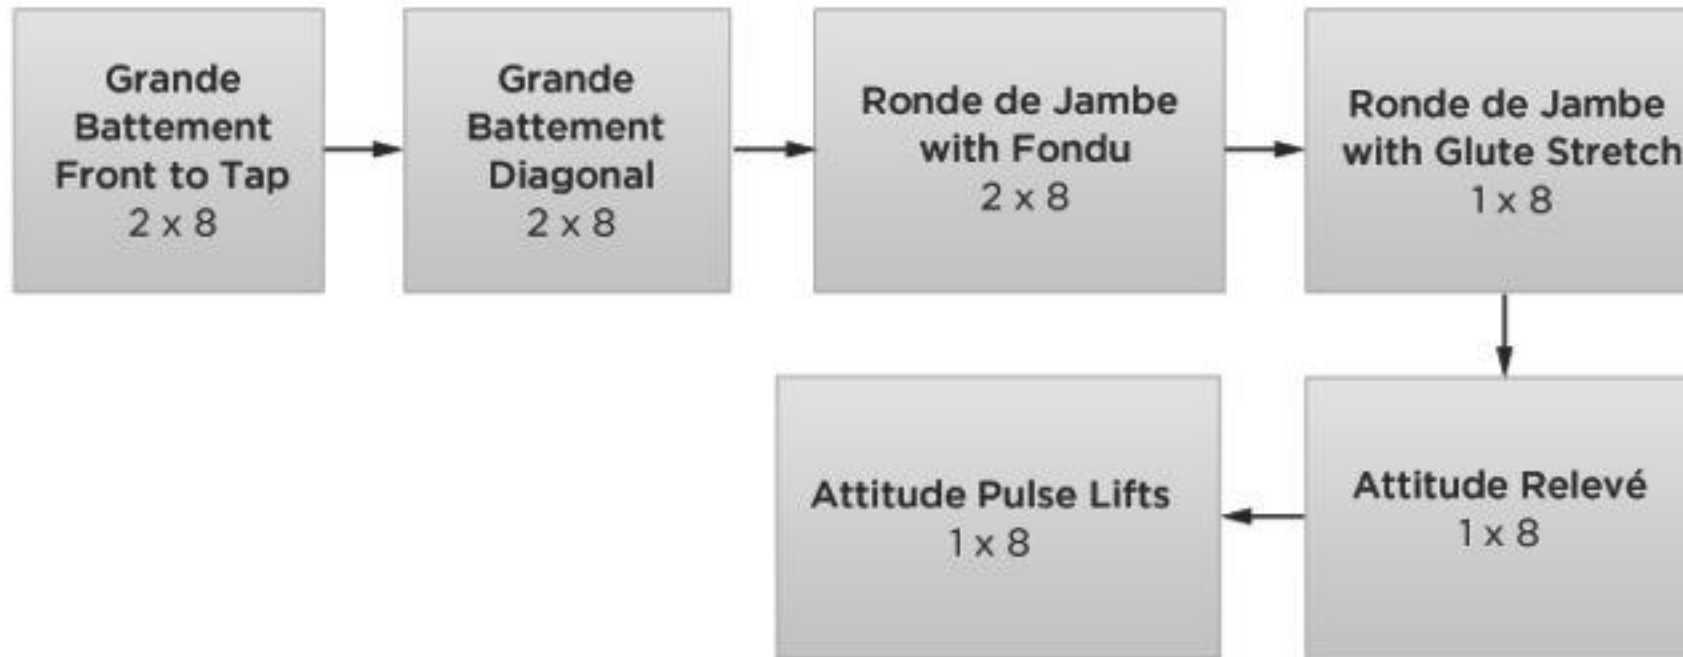 Grande
Battement
Front to Tap
2 x 8
Grande
Battement
Diagonal
2 x 8
Ronde de Jambe
with Fondu
2 x 8
Ronde de Jambe
with Glute Stretch
1 x 8
Attitude Relevé
1 x 8
Attitude Pulse Lifts
1 x 8